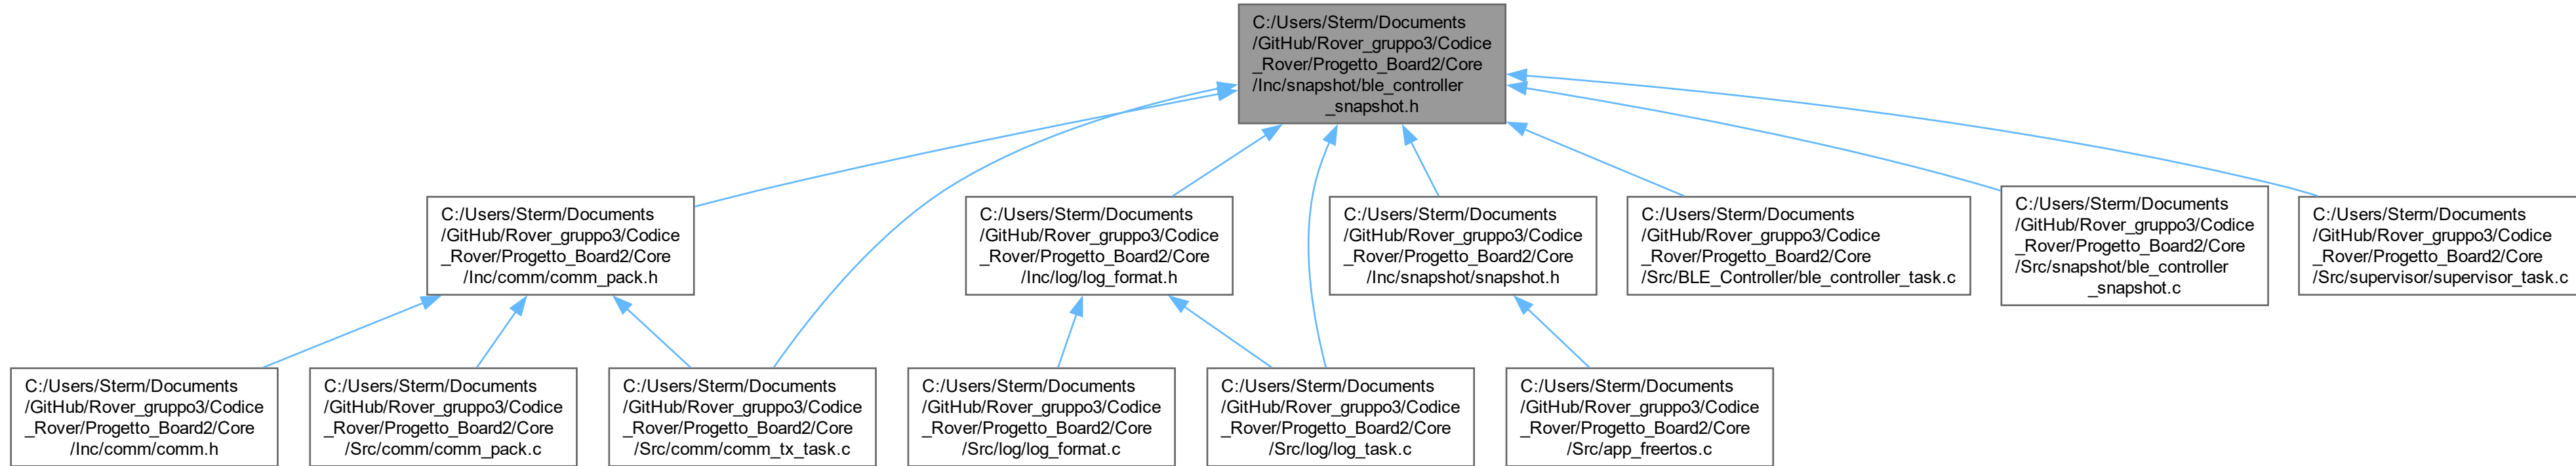 C:/Users/Sterm/Documents
/GitHub/Rover_gruppo3/Codice
_Rover/Progetto_Board2/Core
/Inc/snapshot/ble_controller
_snapshot.h
C:/Users/Sterm/Documents
/GitHub/Rover_gruppo3/Codice
_Rover/Progetto_Board2/Core
/Inc/comm/comm_pack.h
C:/Users/Sterm/Documents
/GitHub/Rover_gruppo3/Codice
_Rover/Progetto_Board2/Core
/Inc/log/log_format.h
C:/Users/Sterm/Documents
/GitHub/Rover_gruppo3/Codice
_Rover/Progetto_Board2/Core
/Inc/snapshot/snapshot.h
C:/Users/Sterm/Documents
/GitHub/Rover_gruppo3/Codice
_Rover/Progetto_Board2/Core
/Src/BLE_Controller/ble_controller_task.c
C:/Users/Sterm/Documents
/GitHub/Rover_gruppo3/Codice
_Rover/Progetto_Board2/Core
/Src/snapshot/ble_controller
_snapshot.c
C:/Users/Sterm/Documents
/GitHub/Rover_gruppo3/Codice
_Rover/Progetto_Board2/Core
/Src/supervisor/supervisor_task.c
C:/Users/Sterm/Documents
/GitHub/Rover_gruppo3/Codice
_Rover/Progetto_Board2/Core
/Inc/comm/comm.h
C:/Users/Sterm/Documents
/GitHub/Rover_gruppo3/Codice
_Rover/Progetto_Board2/Core
/Src/comm/comm_pack.c
C:/Users/Sterm/Documents
/GitHub/Rover_gruppo3/Codice
_Rover/Progetto_Board2/Core
/Src/comm/comm_tx_task.c
C:/Users/Sterm/Documents
/GitHub/Rover_gruppo3/Codice
_Rover/Progetto_Board2/Core
/Src/log/log_format.c
C:/Users/Sterm/Documents
/GitHub/Rover_gruppo3/Codice
_Rover/Progetto_Board2/Core
/Src/log/log_task.c
C:/Users/Sterm/Documents
/GitHub/Rover_gruppo3/Codice
_Rover/Progetto_Board2/Core
/Src/app_freertos.c